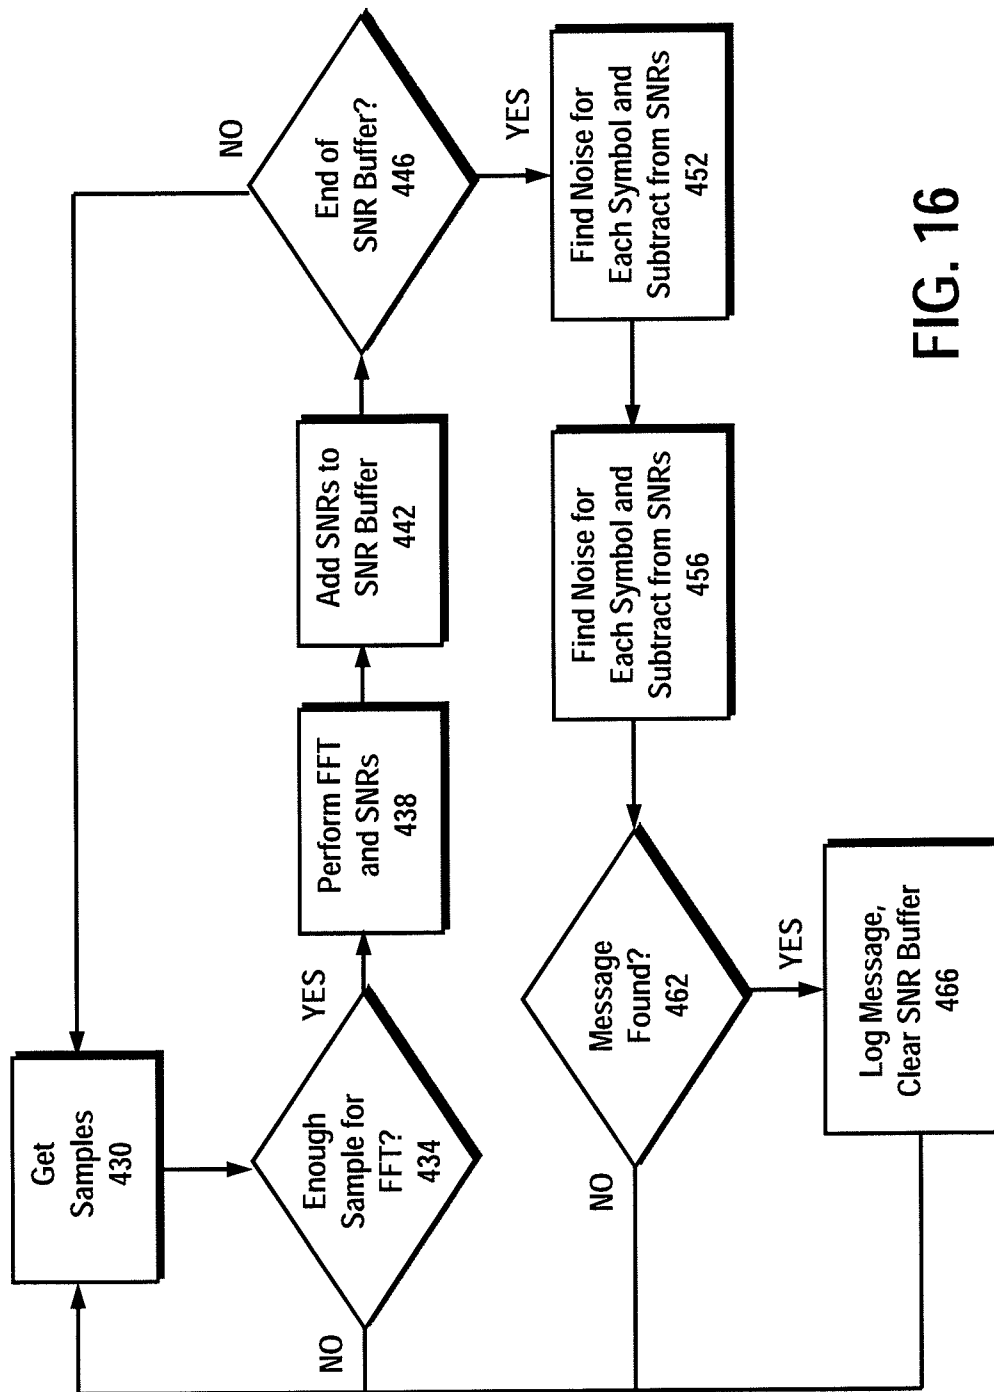 Get
Samples
430
Enough
Sample for
FFT?
434
NO
YES
Perform FFT
and SNRs
438
Add SNRs to
SNR Buffer
442
End of
SNR Buffer?
446
NO
YES
Find Noise for
Each Symbol and
Subtract from SNRs
452
Find Noise for
Each Symbol and
Subtract from SNRs
456
Message
Found?
462
NO
YES
Log Message,
Clear SNR Buffer
466
FIG. 16